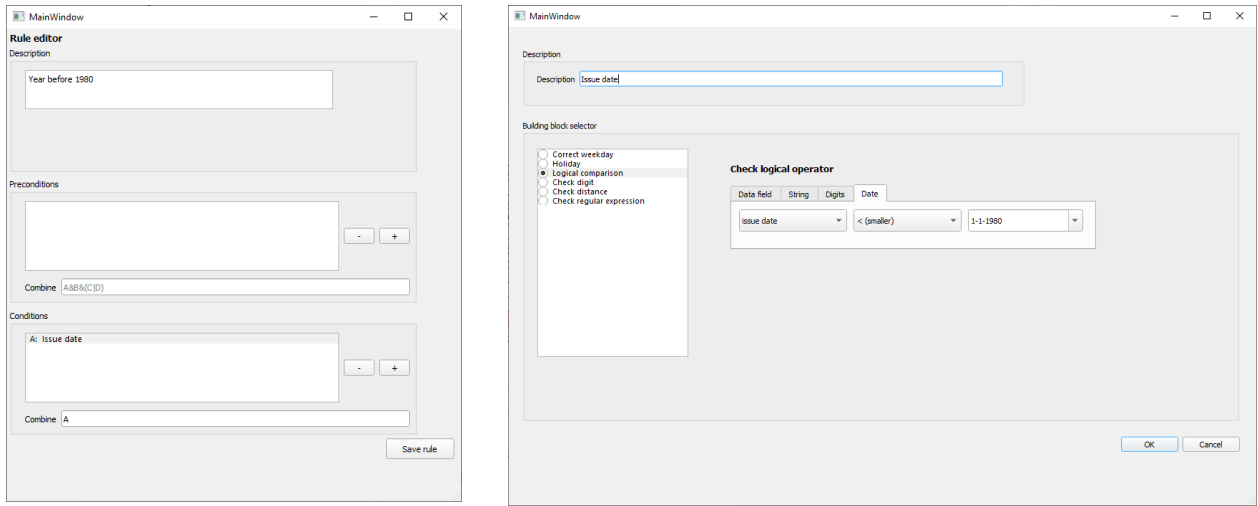 MainWindow
Rule editor
Description
Year before 1980
Preconditions
-
+
Combine A&B&(C|D)
Conditions
A: Issue date
-
+
Combine A
Save rule
MainWindow
Description
Description Issue date
Building block selector
Correct weekday
Holiday
Logical comparison
Check digit
Check distance
Check regular expression
Check logical operator
Data field String Digits Date
issue date < (smaller) 1-1-1980
OK Cancel